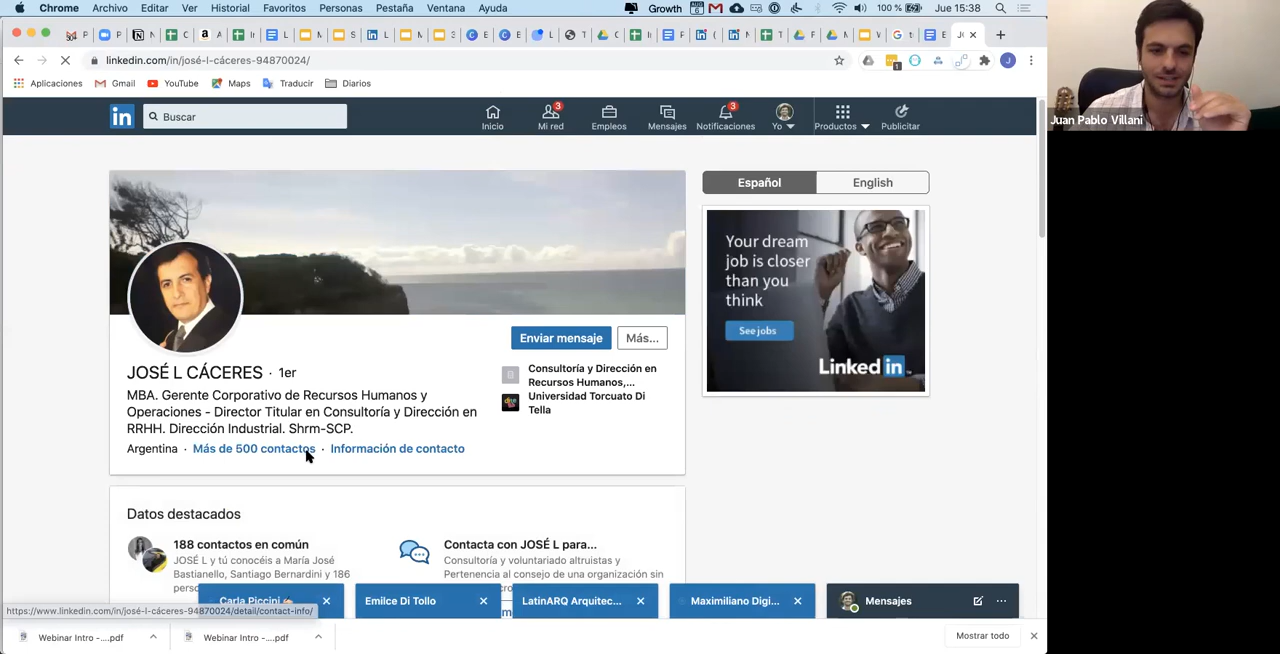 Chrome Archivo Editar Ver Historial Favoritos Personas Pestaña Ventana Ayuda Growth 100 % Jue 15:38
linkedin.com/in/josé-l-cáceres-94870024/
Aplicaciones Gmail YouTube Maps Traducir Diarios
in Buscar
Inicio Mi red Empleos Mensajes Notificaciones Yo Productos Publicitar
3 3
Juan Pablo Villani
Español English
Your dream
job is closer
than you
think
See jobs
Linked in
Enviar mensaje Más...
JOSÉ L CÁCERES · 1er
MBA. Gerente Corporativo de Recursos Humanos y
Operaciones - Director Titular en Consultoría y Dirección en
RRHH. Dirección Industrial. Shrm-SCP.
Argentina · Más de 500 contactos · Información de contacto
Consultoría y Dirección en
Recursos Humanos,...
Universidad Torcuato Di
Tella
Datos destacados
188 contactos en común
JOSÉ L y tú conocéis a María José
Bastianello, Santiago Bernardini y 186
Contacta con JOSÉ L para...
Consultoría y voluntariado altruistas y
Pertenencia al consejo de una organización sin
Carla Piccini Emilce Di Tollo LatinARQ Arquitec... Maximiliano Digi... Mensajes
https://www.linkedin.com/in/josé-l-cáceres-94870024/detail/contact-info/
Webinar Intro -....pdf Webinar Intro -....pdf Mostrar todo